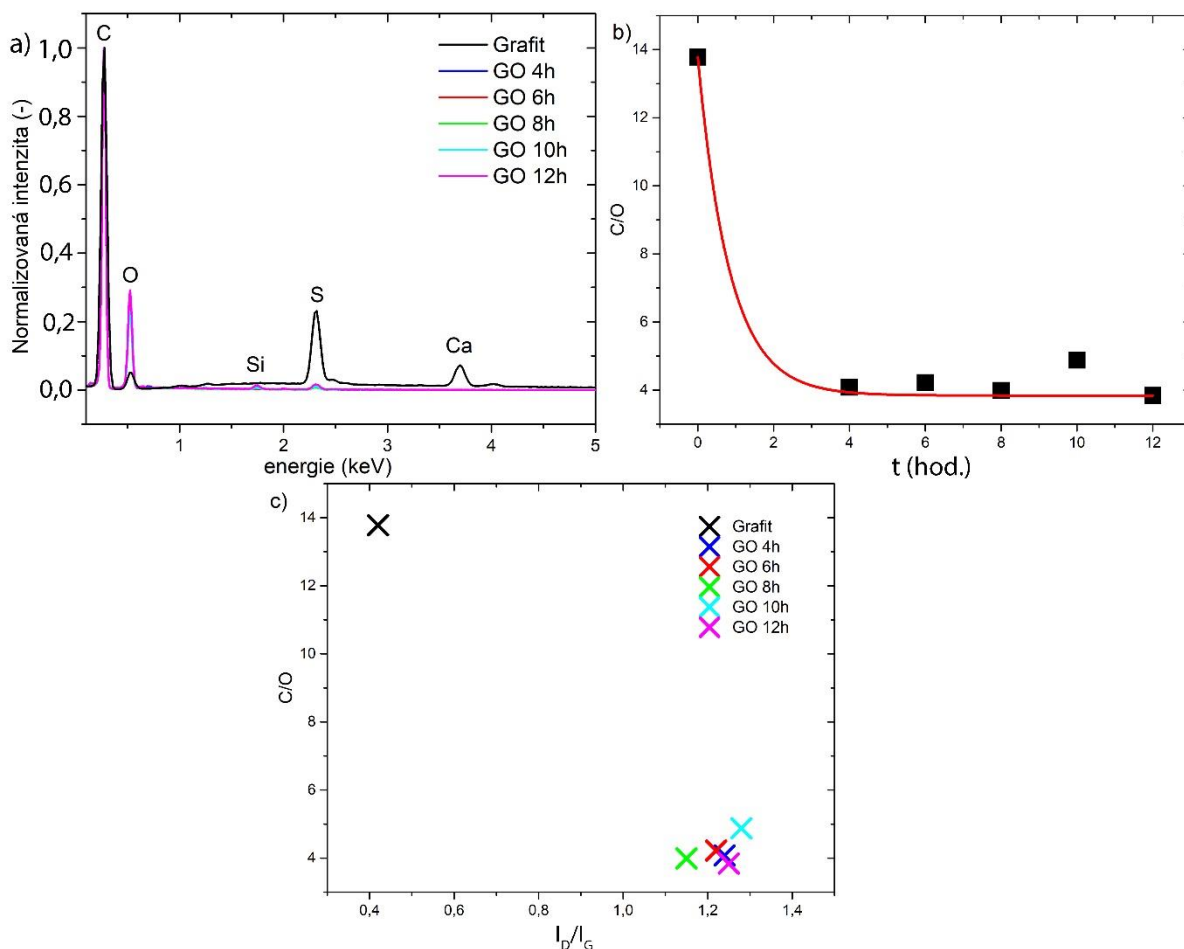 a)
C
O
Si
S
Ca
Grafit
GO 4h
GO 6h
GO 8h
GO 10h
GO 12h
1,0
0,8
0,6
0,4
0,2
0,0
Normalizovaná intenzita (-)
1 2 3 4 5
energie (keV)
b)
14
12
10
8
6
4
C/O
0 2 4 6 8 10 12
t (hod.)
c)
Grafit
GO 4h
GO 6h
GO 8h
GO 10h
GO 12h
14
12
10
8
6
4
C/O
0,4 0,6 0,8 1,0 1,2 1,4
I_D/I_G